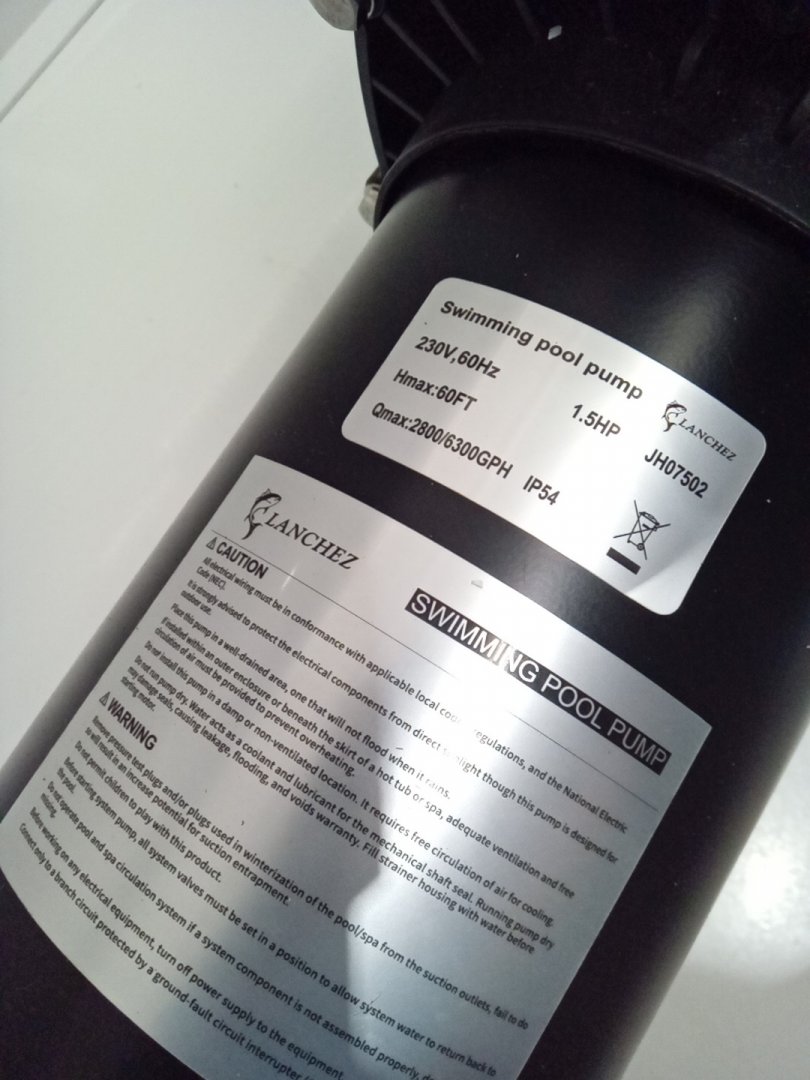 Swimming pool pump
LANCHEZ
230V,60Hz
1.5HP
JH07502
Hmax:60FT
Qmax:2800/6300GPH IP54
LANCHEZ
SWIMMING POOL PUMP
CAUTION
All electrical wiring must be in conformance with applicable local regulations, and the National Electric
Code (NEC).
It is strongly advised to protect the electrical components from direct sunlight though this pump is designed for
outdoor use.
Place this pump in a well-drained area, one that will not flood when it rains.
If installed within an outer enclosure or beneath the skirt of a hot tub or spa, adequate ventilation and free
circulation of air must be provided to prevent overheating.
Do not install this pump in a damp or non-ventilated location. It requires free circulation of air for cooling.
Do not run pump dry. Water acts as a coolant and lubricant for the mechanical shaft seal. Running pump dry
may damage seals, causing leakage, flooding, and voids warranty. Fill strainer housing with water before
starting motor.
WARNING
Remove pressure test plugs and/or plugs used in winterization of the pool/spa from the suction outlets, fail to do
so will result in an increase potential for suction entrapment.
Do not permit children to play with this product.
Before starting system pump, all system valves must be set in a position to allow system water to return back to
the pool.
Do not operate pool and spa circulation system if a system component is not assembled properly,
missing.
Before working on any electrical equipment, turn off power supply to the equipment.
Connect only to a branch circuit protected by a ground-fault circuit interrupter